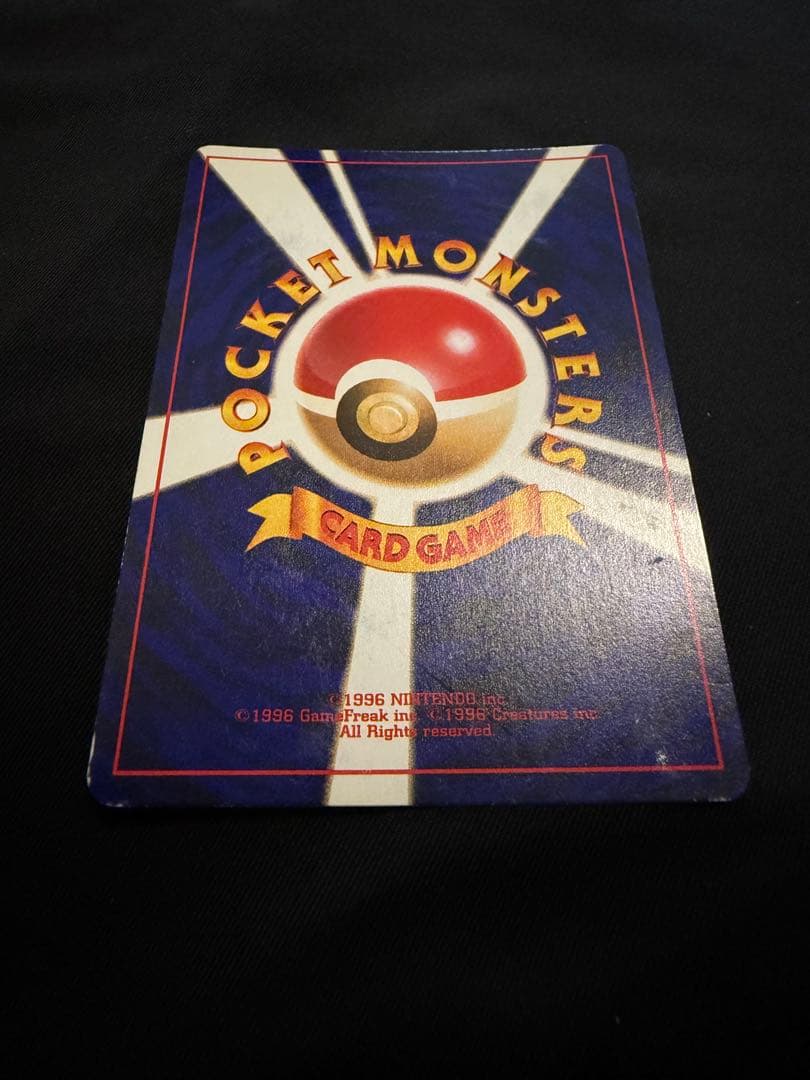 POCKET MONSTERS
CARD GAME
©1996 NINTENDO inc.
©1996 GameFreak inc. ©1996 Creatures inc.
All Rights reserved.